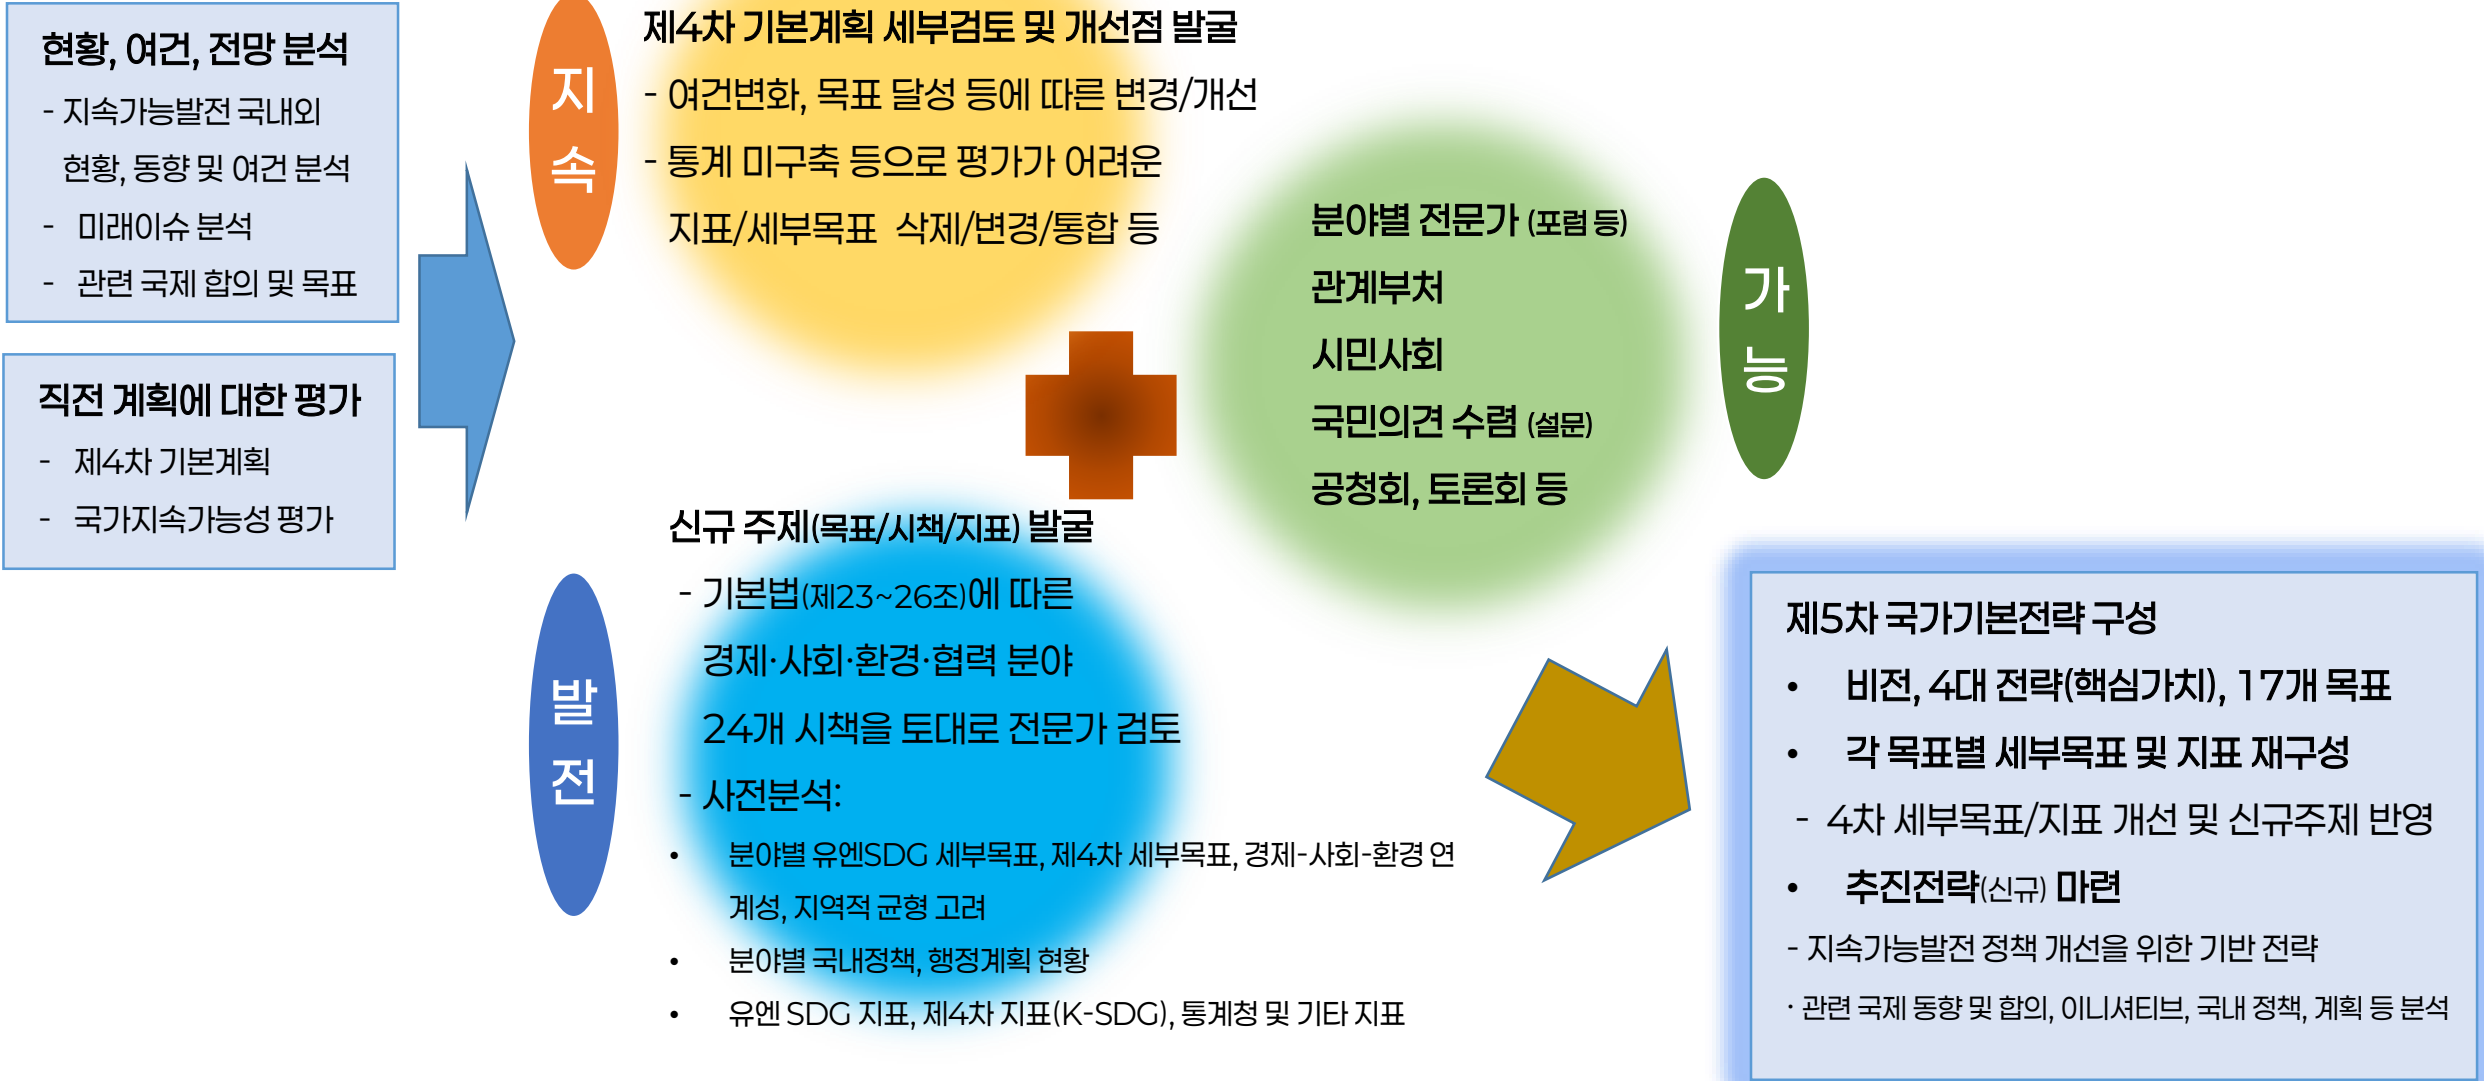 현황, 여건, 전망 분석
- 지속가능발전 국내외
현황, 동향 및 여건 분석
- 미래이슈 분석
- 관련 국제 합의 및 목표
직전 계획에 대한 평가
- 제4차 기본계획
- 국가지속가능성 평가
지
속
제4차 기본계획 세부검토 및 개선점 발굴
- 여건변화, 목표 달성 등에 따른 변경/개선
- 통계 미구축 등으로 평가가 어려운
지표/세부목표 삭제/변경/통합 등
분야별 전문가 (포럼 등)
관계부처
시민사회
국민의견 수렴 (설문)
공청회, 토론회 등
가
능
발
전
신규 주제(목표/시책/지표) 발굴
- 기본법(제23~26조)에 따른
경제·사회·환경·협력 분야
24개 시책을 토대로 전문가 검토
- 사전분석:
• 분야별 유엔SDG 세부목표, 제4차 세부목표, 경제-사회-환경 연
계성, 지역적 균형 고려
• 분야별 국내정책, 행정계획 현황
• 유엔 SDG 지표, 제4차 지표(K-SDG), 통계청 및 기타 지표
제5차 국가기본전략 구성
• 비전, 4대 전략(핵심가치), 17개 목표
• 각 목표별 세부목표 및 지표 재구성
- 4차 세부목표/지표 개선 및 신규주제 반영
• 추진전략(신규) 마련
- 지속가능발전 정책 개선을 위한 기반 전략
· 관련 국제 동향 및 합의, 이니셔티브, 국내 정책, 계획 등 분석